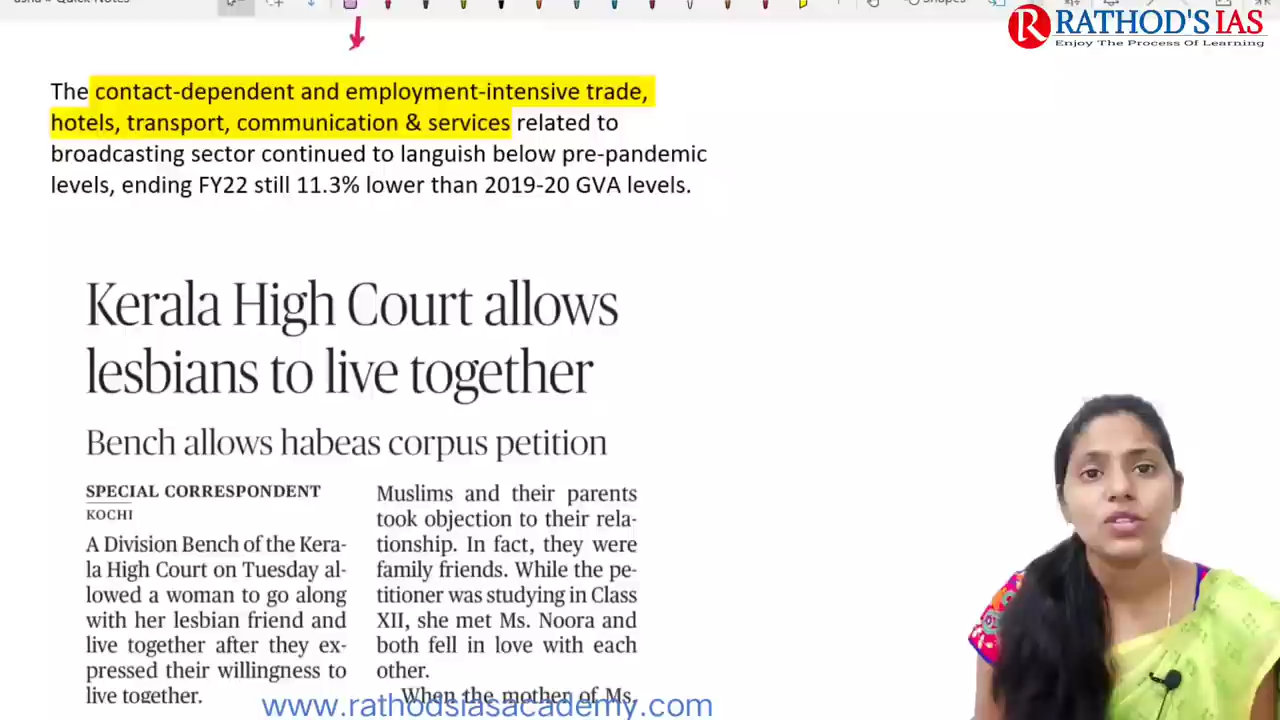 usha – Quick Notes
Shapes
RATHOD'S IAS
Enjoy The Process Of Learning
The contact-dependent and employment-intensive trade,
hotels, transport, communication & services related to
broadcasting sector continued to languish below pre-pandemic
levels, ending FY22 still 11.3% lower than 2019-20 GVA levels.
Kerala High Court allows
lesbians to live together
Bench allows habeas corpus petition
SPECIAL CORRESPONDENT
KOCHI
A Division Bench of the Kera-
la High Court on Tuesday al-
lowed a woman to go along
with her lesbian friend and
live together after they ex-
pressed their willingness to
live together.
Muslims and their parents
took objection to their rela-
tionship. In fact, they were
family friends. While the pe-
titioner was studying in Class
XII, she met Ms. Noora and
both fell in love with each
other.
When the mother of Ms.
www.rathodsiasacademy.com